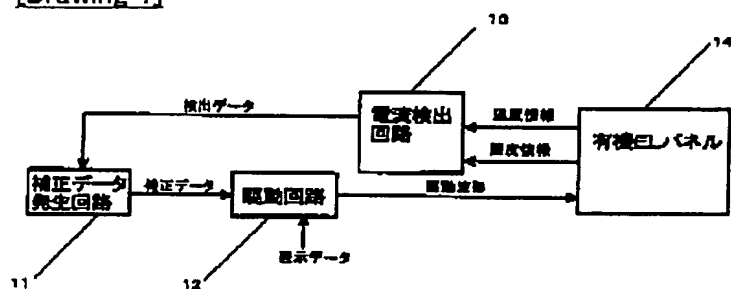 [Drawing 1]
10
14
検出データ
電流検出
回路
温度情報
輝度情報
有機ELパネル
補正データ
発生回路
補正データ
駆動回路
駆動波形
表示データ
11
12